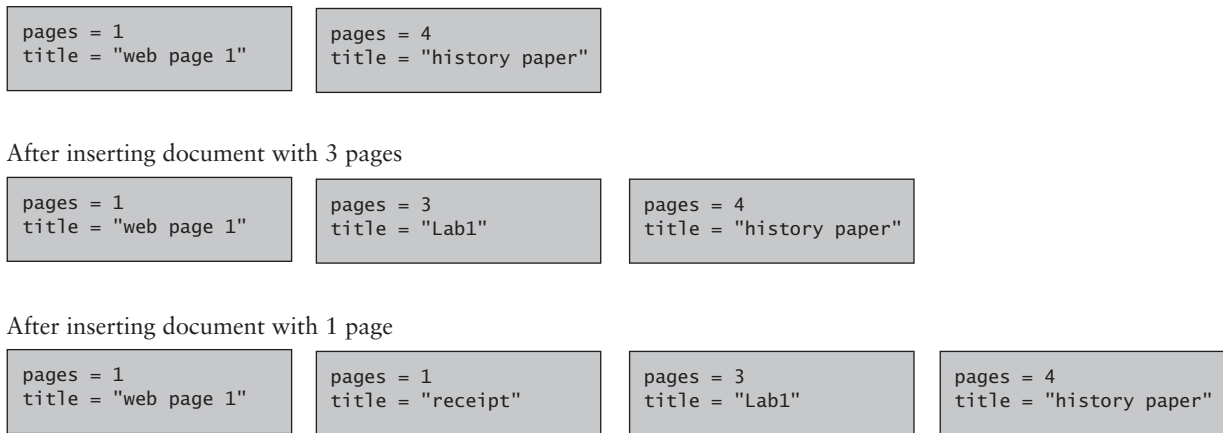 pages = 1
title = "web page 1"
pages = 4
title = "history paper"
After inserting document with 3 pages
pages = 1
title = "web page 1"
pages = 3
title = "Lab1"
pages = 4
title = "history paper"
After inserting document with 1 page
pages = 1
title = "web page 1"
pages = 1
title = "receipt"
pages = 3
title = "Lab1"
pages = 4
title = "history paper"